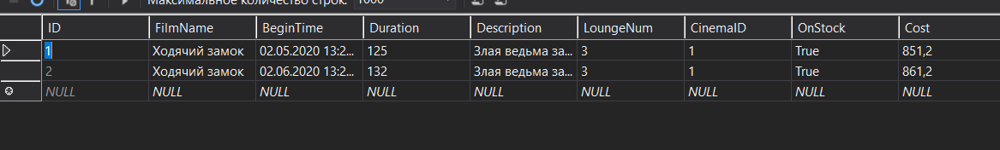 Максимальное количество строк: 1000
ID FilmName BeginTime Duration Description LoungeNum CinemaID OnStock Cost
1 Ходячий замок 02.05.2020 13:2... 125 Злая ведьма за... 3 1 True 851,2
2 Ходячий замок 02.06.2020 13:2... 132 Злая ведьма за... 3 1 True 861,2
NULL NULL NULL NULL NULL NULL NULL NULL NULL